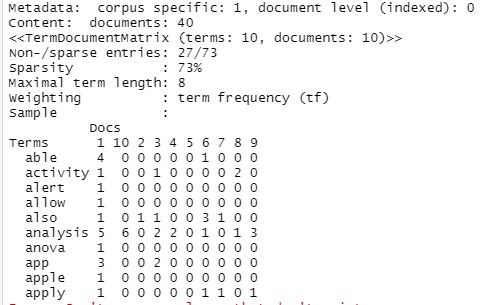 Metadata: corpus specific: 1, document level (indexed): 0
Content: documents: 40
<<TermDocumentMatrix (terms: 10, documents: 10)>>
Non-/sparse entries: 27/73
Sparsity : 73%
Maximal term length: 8
Weighting : term frequency (tf)
Sample :
Docs
Terms 1 10 2 3 4 5 6 7 8 9
able 4 0 0 0 0 0 1 0 0 0
activity 1 0 0 1 0 0 0 0 2 0
alert 1 0 0 0 0 0 0 0 0 0
allow 1 0 0 0 0 0 0 0 0 0
also 1 0 1 1 0 0 3 1 0 0
analysis 5 6 0 2 2 0 1 0 1 3
anova 1 0 0 0 0 0 0 0 0 0
app 3 0 0 2 0 0 0 0 0 0
apple 1 0 0 0 0 0 0 0 0 0
apply 1 0 0 0 0 0 1 1 0 1